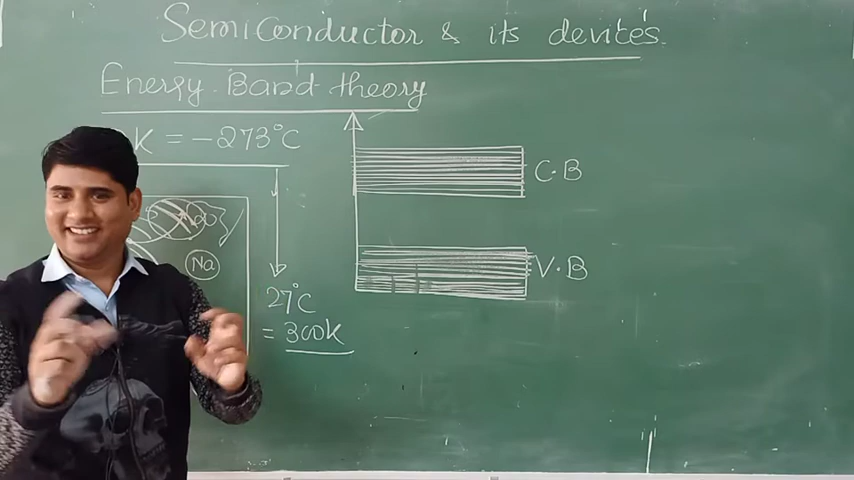 Semiconductor & its devices.
Energy Band theory
K = -273°C
C.B
V.B
Na
27°C
= 300K